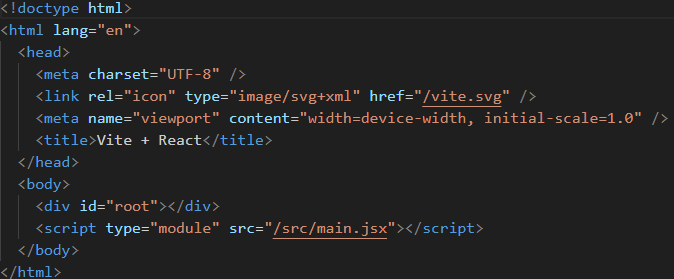 <!doctype html>
<html lang="en">
  <head>
    <meta charset="UTF-8" />
    <link rel="icon" type="image/svg+xml" href="/vite.svg" />
    <meta name="viewport" content="width=device-width, initial-scale=1.0" />
    <title>Vite + React</title>
  </head>
  <body>
    <div id="root"></div>
    <script type="module" src="/src/main.jsx"></script>
  </body>
</html>